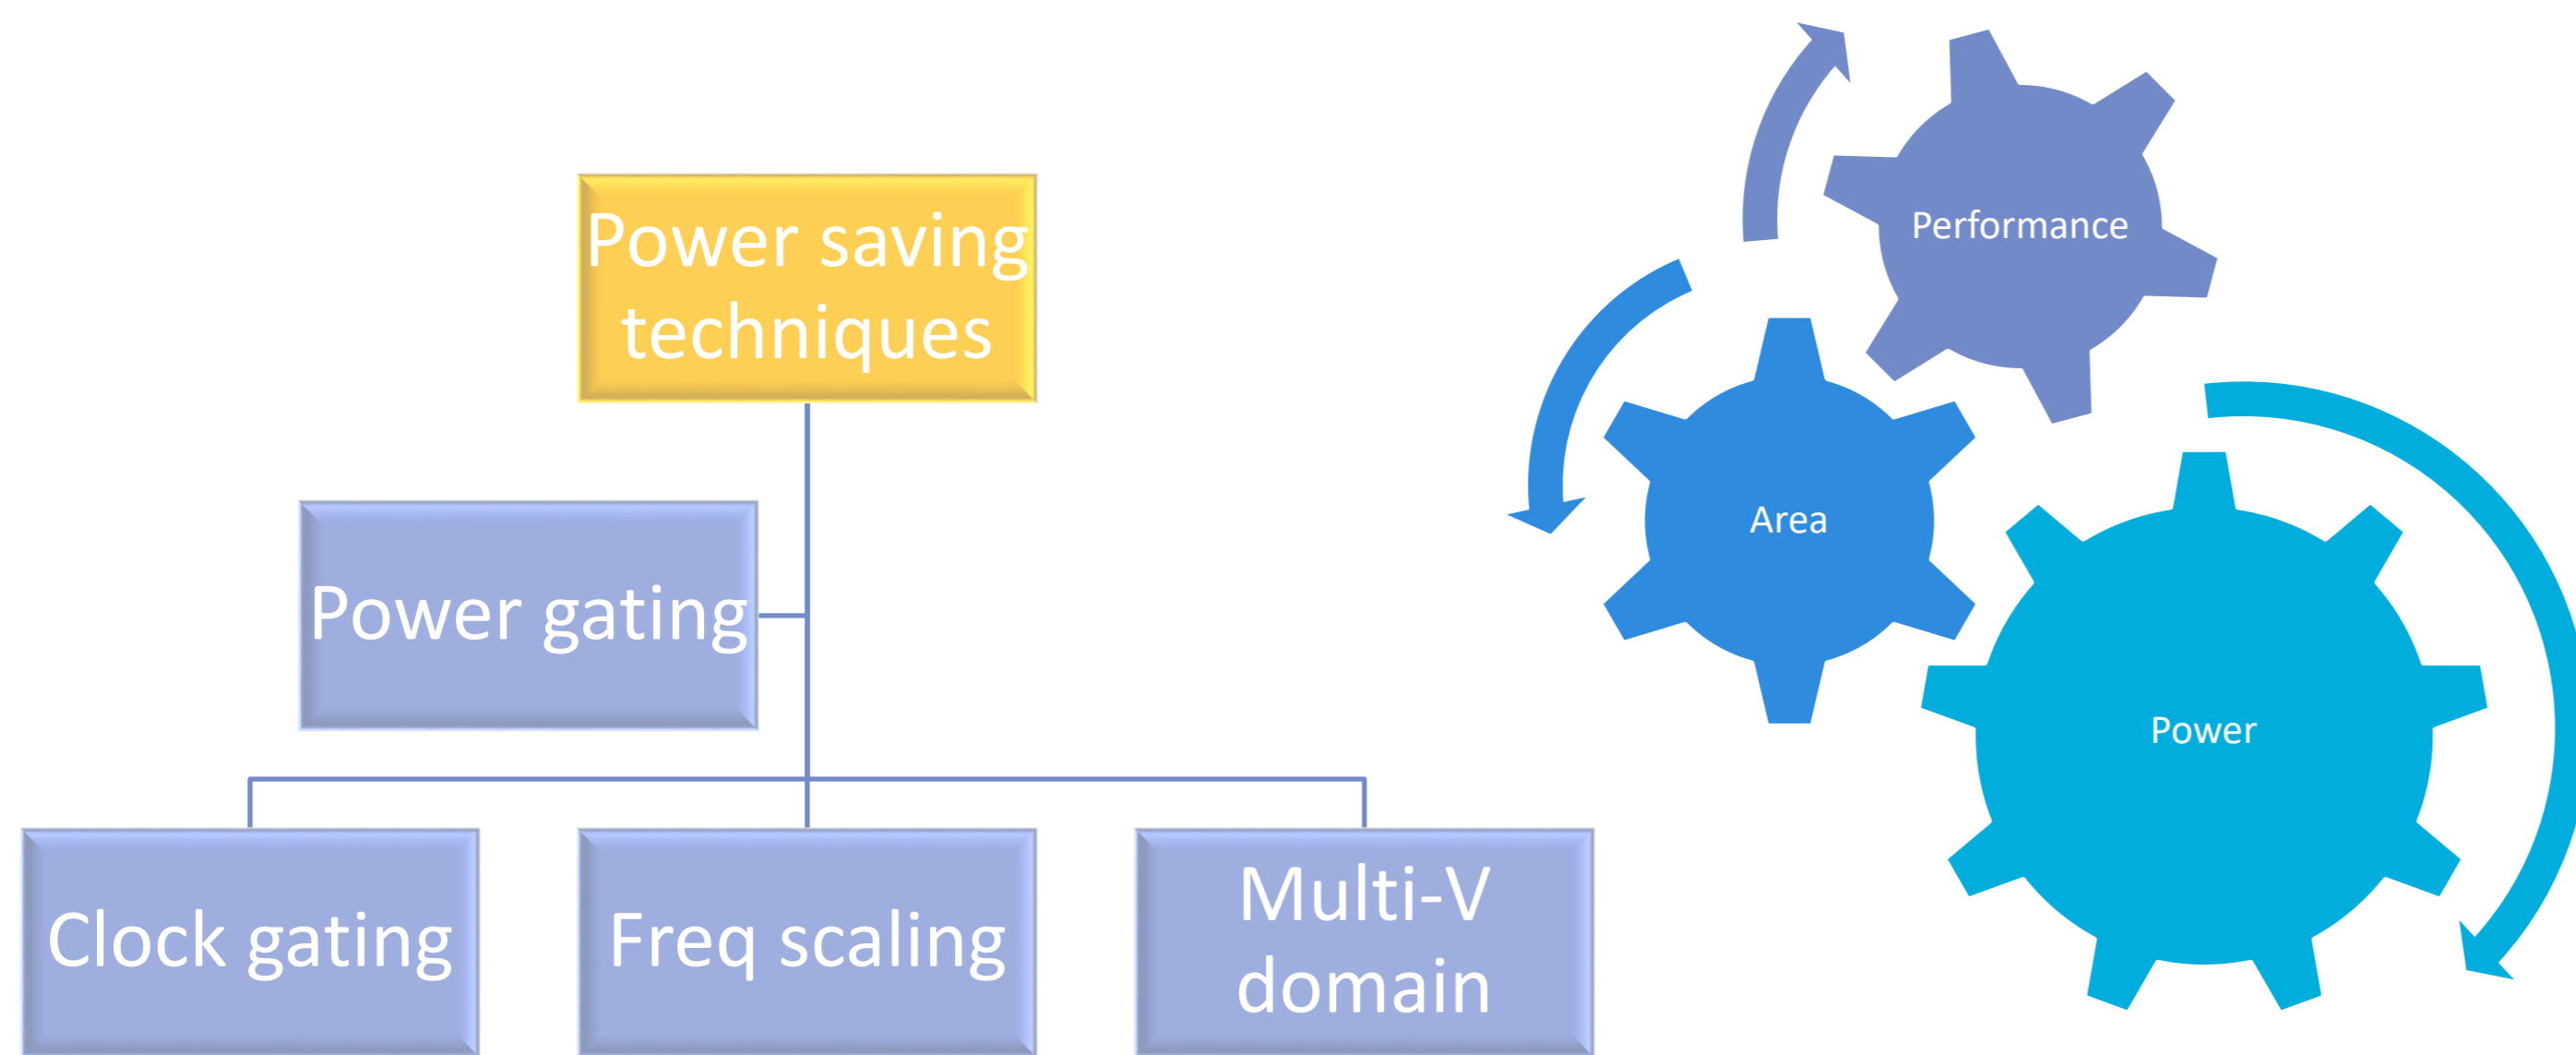 Power saving
techniques
Power gating
Clock gating
Freq scaling
Multi-V
domain
Performance
Area
Power